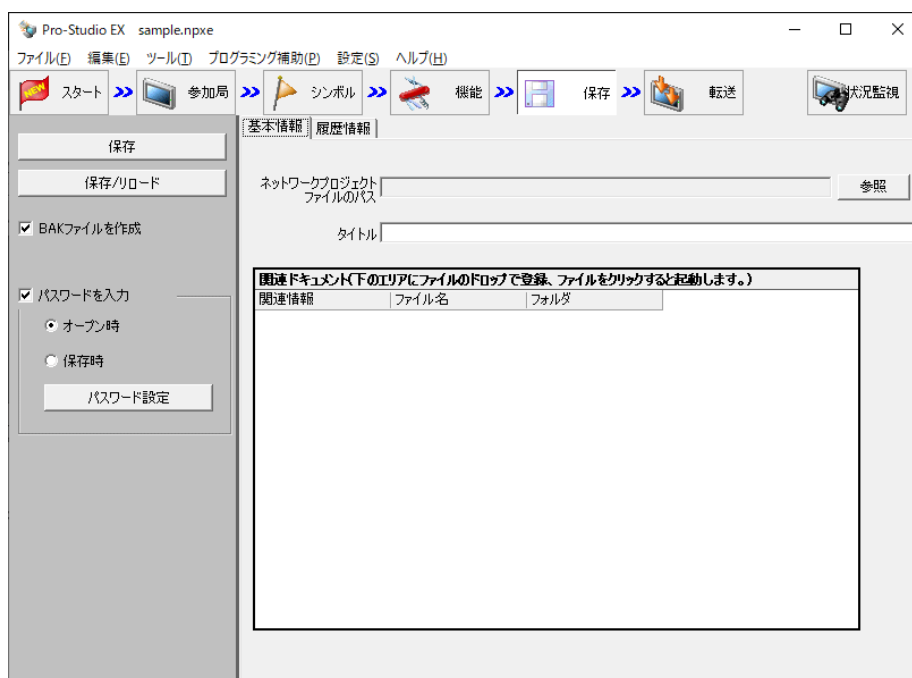 Pro-Studio EX sample.npxe
ファイル(F) 編集(E) ツール(T) プログラミング補助(P) 設定(S) ヘルプ(H)
NEW スタート 参加局 シンボル 機能 保存 転送 状況監視
基本情報 履歴情報
保存
保存/リロード
BAKファイルを作成
パスワードを入力
オープン時
保存時
パスワード設定
ネットワークプロジェクト
ファイルのパス
参照
タイトル
関連ドキュメント(下のエリアにファイルのドロップで登録、ファイルをクリックすると起動します。)
関連情報 ファイル名 フォルダ